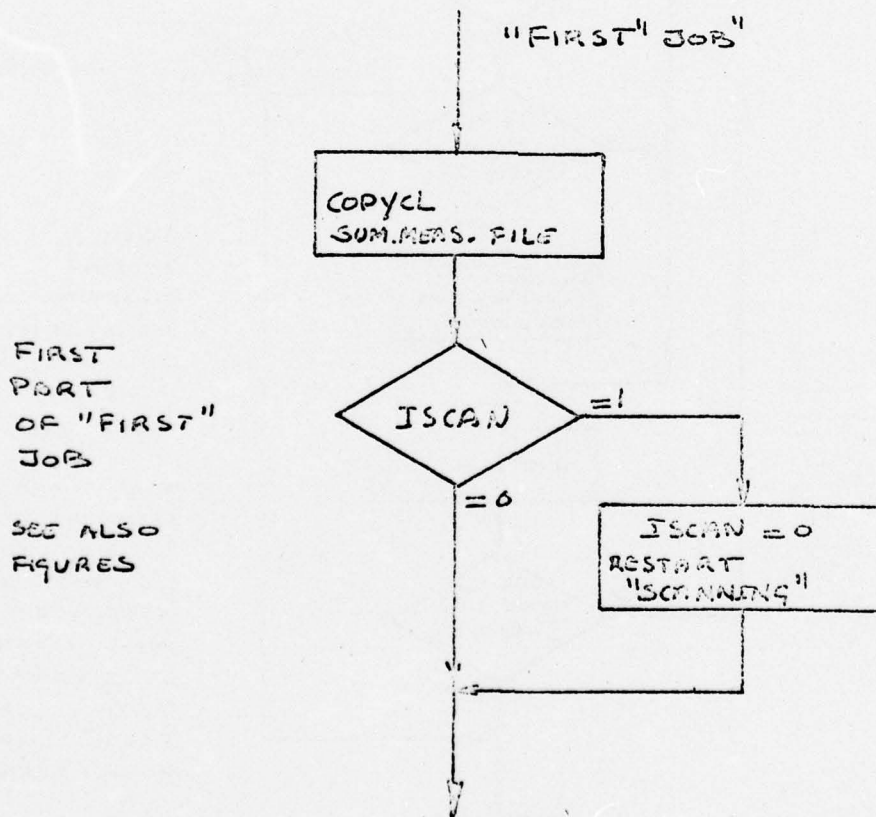 "FIRST" JOB"
COPYCL
SUM.MEAS. FILE
FIRST
PART
OF "FIRST"
JOB
SEE ALSO
FIGURES
ISCAN
=1
=0
ISCAN = 0
RESTART
"SCANNING"